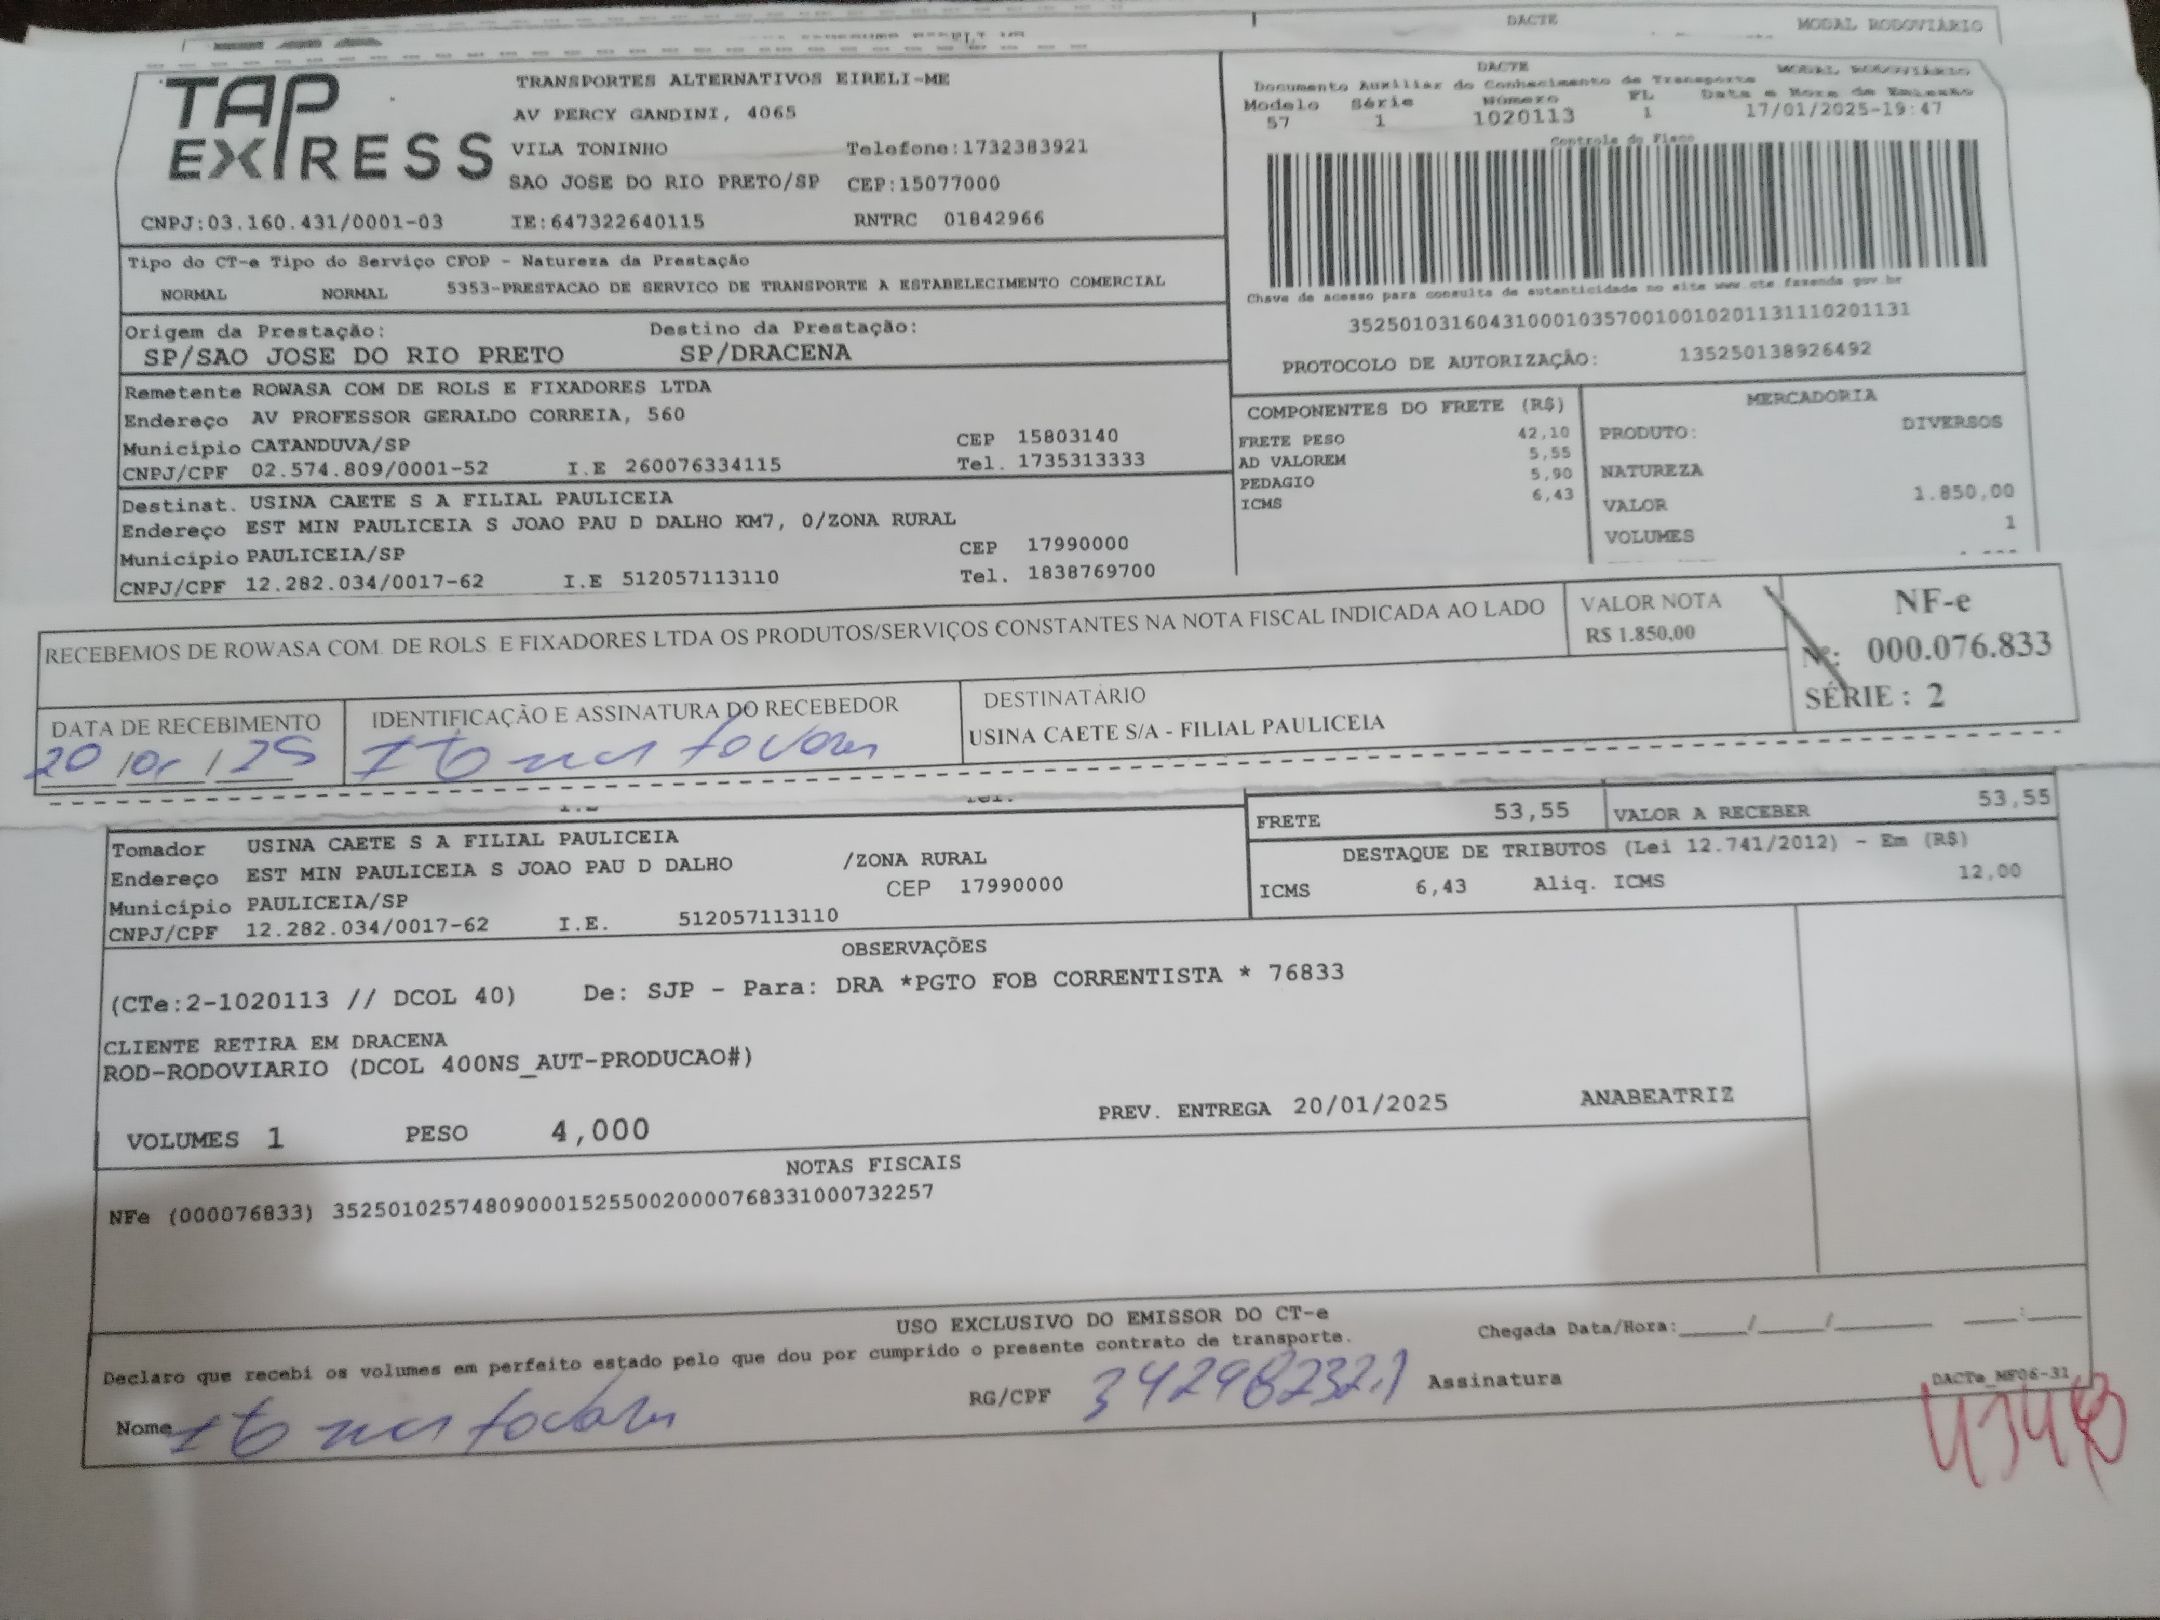 DACTE MODAL RODOVIÁRIO
TAP EXPRESS
TRANSPORTES ALTERNATIVOS EIRELI-ME
AV PERCY GANDINI, 4065
VILA TONINHO Telefone:1732383921
SAO JOSE DO RIO PRETO/SP CEP:15077000
CNPJ:03.160.431/0001-03 IE:647322640115 RNTRC 01842966
DACTE MODAL RODOVIÁRIO
Documento Auxiliar do Conhecimento de Transporte
Modelo Série Número FL Data e Hora de Emissão
57 1 1020113 1 17/01/2025-19:47
Controle do Fisco
Chave de acesso para consulta de autenticidade no site www.cte.fazenda.gov.br
35250103160431000103570010010201131110201131
PROTOCOLO DE AUTORIZAÇÃO: 135250138926492
Tipo do CT-e Tipo do Serviço CFOP - Natureza da Prestação
NORMAL NORMAL 5353-PRESTACAO DE SERVICO DE TRANSPORTE A ESTABELECIMENTO COMERCIAL
Origem da Prestação: Destino da Prestação:
SP/SAO JOSE DO RIO PRETO SP/DRACENA
Remetente ROWASA COM DE ROLS E FIXADORES LTDA
Endereço AV PROFESSOR GERALDO CORREIA, 560
Município CATANDUVA/SP CEP 15803140
CNPJ/CPF 02.574.809/0001-52 I.E 260076334115 Tel. 1735313333
Destinat. USINA CAETE S A FILIAL PAULICEIA
Endereço EST MIN PAULICEIA S JOAO PAU D DALHO KM7, 0/ZONA RURAL
Município PAULICEIA/SP CEP 17990000
CNPJ/CPF 12.282.034/0017-62 I.E 512057113110 Tel. 1838769700
COMPONENTES DO FRETE (R$)
FRETE PESO 42,10
AD VALOREM 5,55
PEDAGIO 5,90
ICMS 6,43
MERCADORIA
PRODUTO: DIVERSOS
NATUREZA
VALOR 1.850,00
VOLUMES 1
RECEBEMOS DE ROWASA COM. DE ROLS. E FIXADORES LTDA OS PRODUTOS/SERVIÇOS CONSTANTES NA NOTA FISCAL INDICADA AO LADO
VALOR NOTA
R$ 1.850,00
NF-e
Nº: 000.076.833
SÉRIE : 2
DATA DE RECEBIMENTO
20/01/25
IDENTIFICAÇÃO E ASSINATURA DO RECEBEDOR
DESTINATÁRIO
USINA CAETE S/A - FILIAL PAULICEIA
FRETE 53,55 VALOR A RECEBER 53,55
Tomador USINA CAETE S A FILIAL PAULICEIA
Endereço EST MIN PAULICEIA S JOAO PAU D DALHO /ZONA RURAL
Município PAULICEIA/SP CEP 17990000
CNPJ/CPF 12.282.034/0017-62 I.E. 512057113110
DESTAQUE DE TRIBUTOS (Lei 12.741/2012) - Em (R$)
ICMS 6,43 Aliq. ICMS 12,00
OBSERVAÇÕES
(CTe:2-1020113 // DCOL 40) De: SJP - Para: DRA *PGTO FOB CORRENTISTA * 76833
CLIENTE RETIRA EM DRACENA
ROD-RODOVIARIO (DCOL 400NS_AUT-PRODUCAO#)
VOLUMES 1 PESO 4,000 PREV. ENTREGA 20/01/2025 ANABEATRIZ
NOTAS FISCAIS
NFe (000076833) 35250102574809000152550020000768331000732257
USO EXCLUSIVO DO EMISSOR DO CT-e
Declaro que recebi os volumes em perfeito estado pelo que dou por cumprido o presente contrato de transporte. Chegada Data/Hora:
Nome RG/CPF 342982321 Assinatura
DACTe_MF06-31